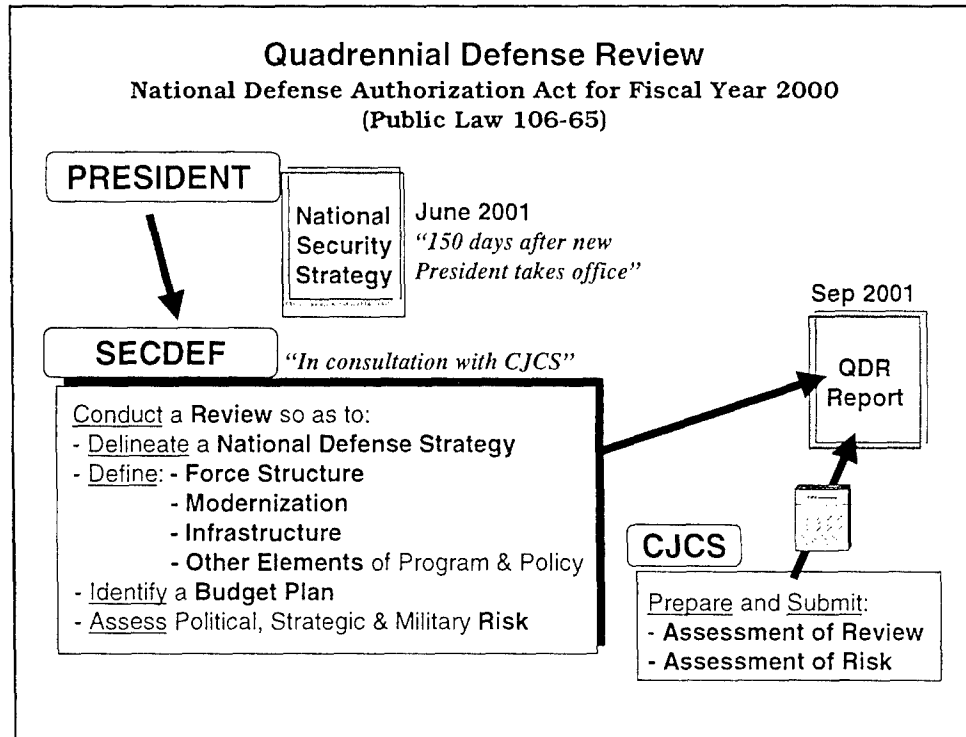 Quadrennial Defense Review
National Defense Authorization Act for Fiscal Year 2000
(Public Law 106-65)
PRESIDENT
National
Security
Strategy
June 2001
"150 days after new
President takes office"
SECDEF
"In consultation with CJCS"
Conduct a Review so as to:
- Delineate a National Defense Strategy
- Define: - Force Structure
- Modernization
- Infrastructure
- Other Elements of Program & Policy
- Identify a Budget Plan
- Assess Political, Strategic & Military Risk
Sep 2001
QDR
Report
CJCS
Prepare and Submit:
- Assessment of Review
- Assessment of Risk